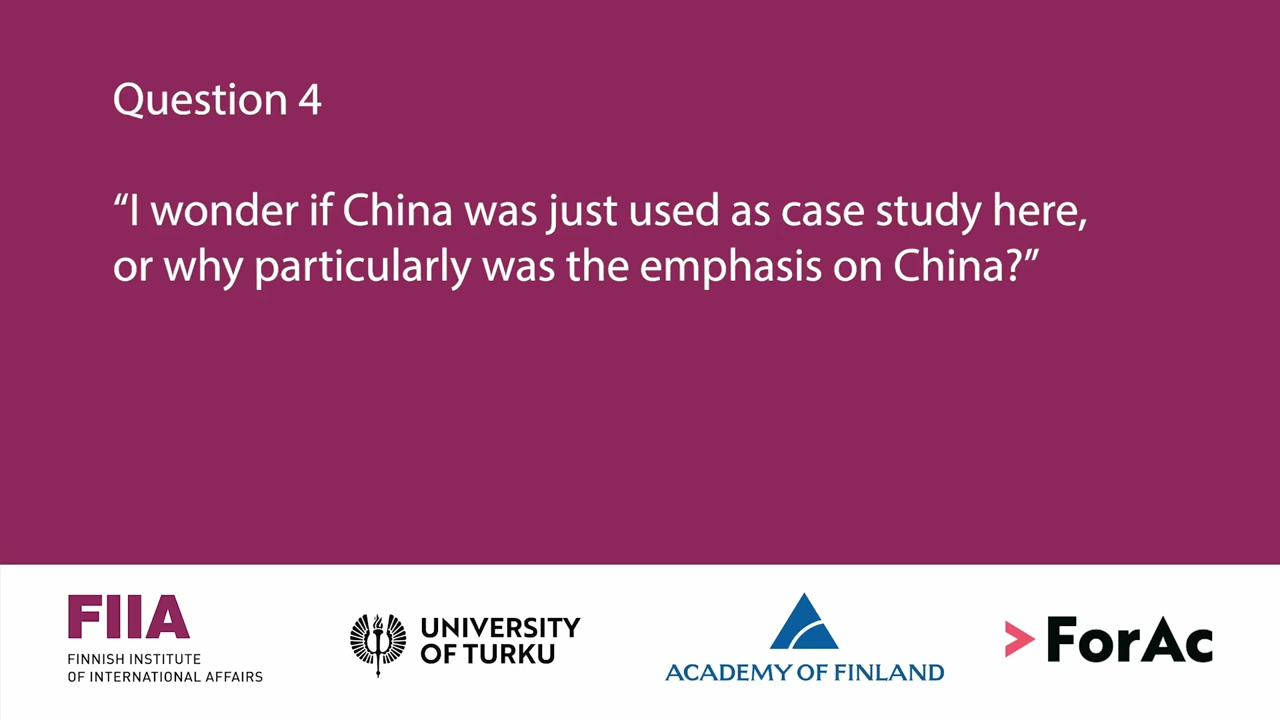 Question 4
“I wonder if China was just used as case study here,
or why particularly was the emphasis on China?”
FIIA
FINNISH INSTITUTE
OF INTERNATIONAL AFFAIRS
UNIVERSITY
OF TURKU
ACADEMY OF FINLAND
ForAc